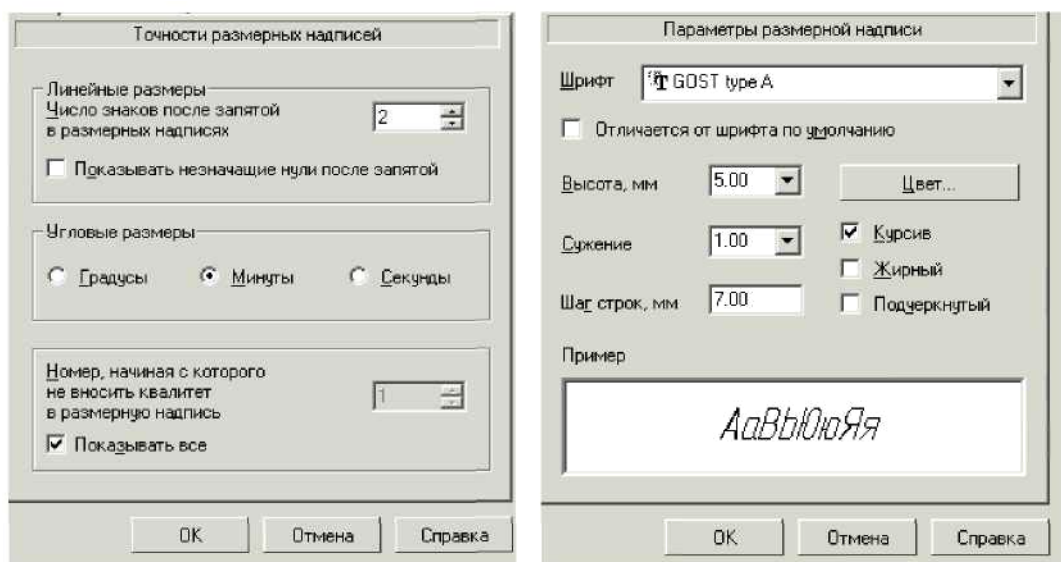 Точности размерных надписей
Линейные размеры
Число знаков после запятой
в размерных надписях
2
Показывать незначащие нули после запятой
Угловые размеры
Градусы
Минуты
Секунды
Номер, начиная с которого
не вносить квалитет
в размерную надпись
1
Показывать все
OK
Отмена
Справка
Параметры размерной надписи
Шрифт
GOST type A
Отличается от шрифта по умолчанию
Высота, мм
5.00
Цвет...
Сужение
1.00
Курсив
Жирный
Шаг строк, мм
7.00
Подчеркнутый
Пример
АаВЬЮюЯя
OK
Отмена
Справка